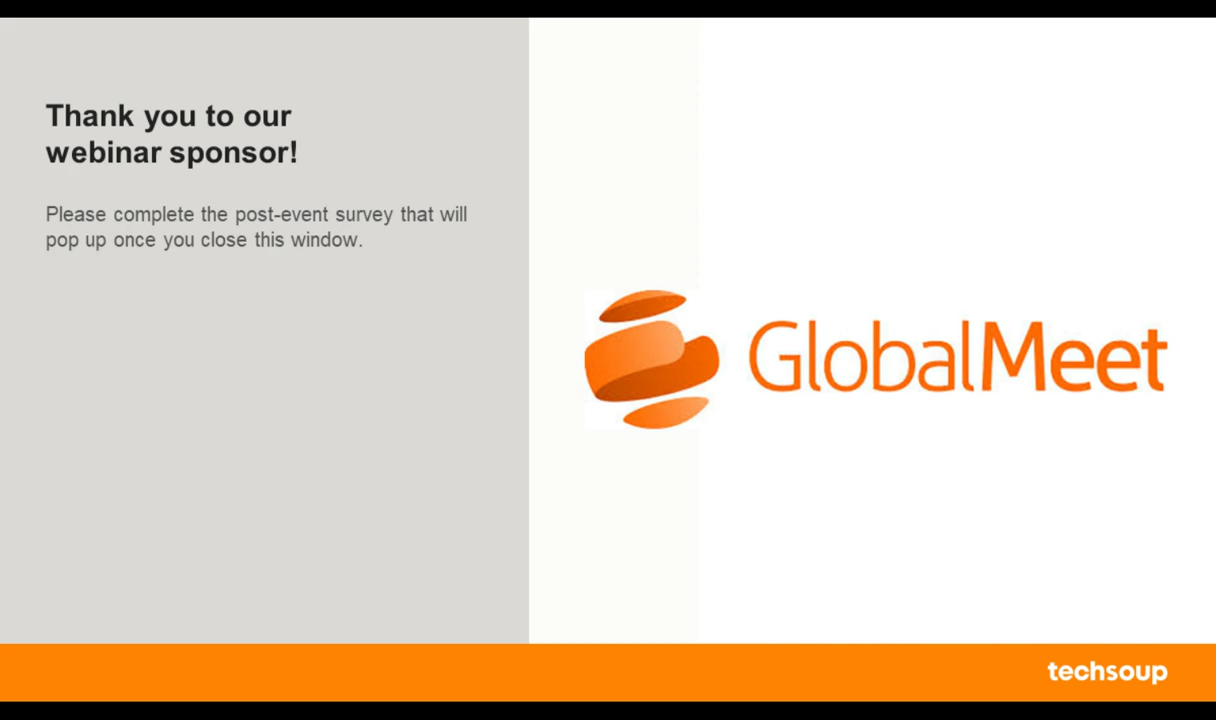 Thank you to our
webinar sponsor!
Please complete the post-event survey that will
pop up once you close this window.
GlobalMeet
techsoup